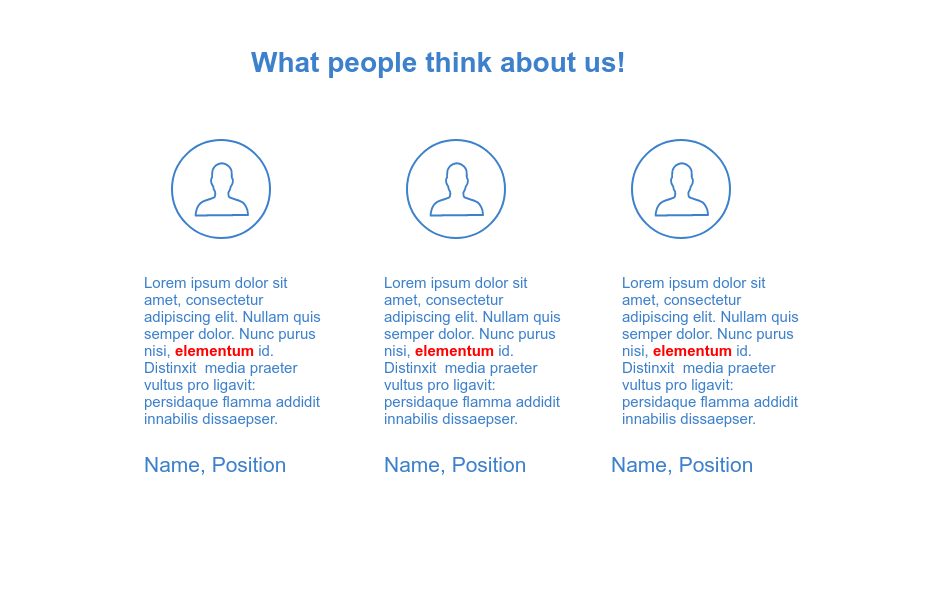 What people think about us!
Lorem ipsum dolor sit
amet, consectetur
adipiscing elit. Nullam quis
semper dolor. Nunc purus
nisi, elementum id.
Distinxit  media praeter
vultus pro ligavit:
persidaque flamma addidit
innabilis dissaepser.
Name, Position
Lorem ipsum dolor sit
amet, consectetur
adipiscing elit. Nullam quis
semper dolor. Nunc purus
nisi, elementum id.
Distinxit  media praeter
vultus pro ligavit:
persidaque flamma addidit
innabilis dissaepser.
Name, Position
Lorem ipsum dolor sit
amet, consectetur
adipiscing elit. Nullam quis
semper dolor. Nunc purus
nisi, elementum id.
Distinxit  media praeter
vultus pro ligavit:
persidaque flamma addidit
innabilis dissaepser.
Name, Position